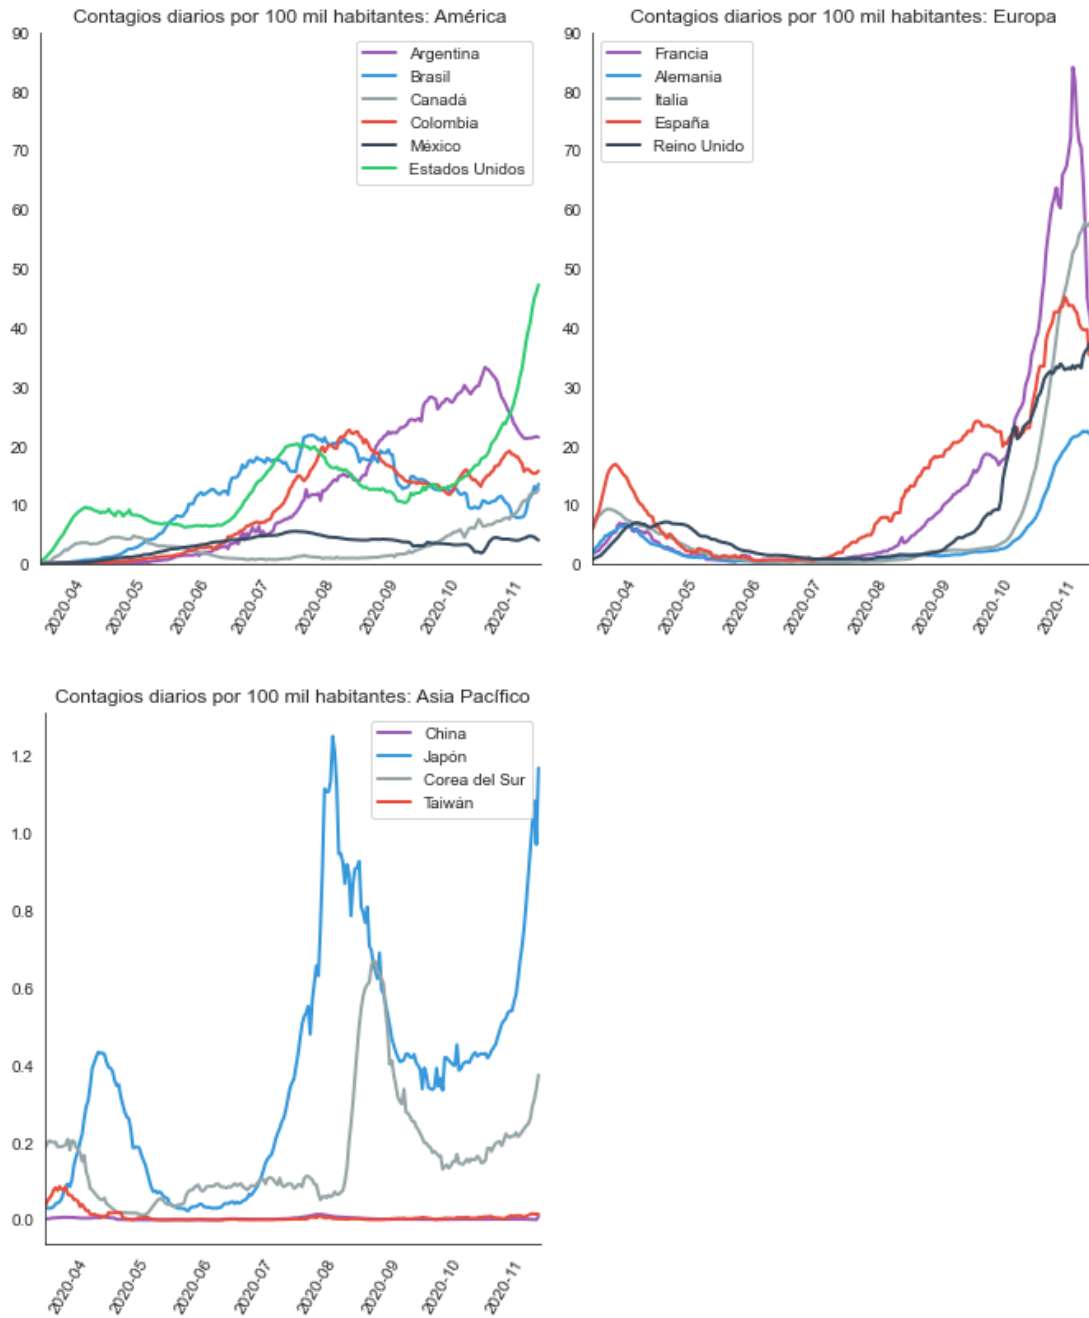 Contagios diarios por 100 mil habitantes: América
90
80
70
60
50
40
30
20
10
0
Argentina
Brasil
Canadá
Colombia
México
Estados Unidos
2020-04
2020-05
2020-06
2020-07
2020-08
2020-09
2020-10
2020-11
Contagios diarios por 100 mil habitantes: Europa
90
80
70
60
50
40
30
20
10
0
Francia
Alemania
Italia
España
Reino Unido
2020-04
2020-05
2020-06
2020-07
2020-08
2020-09
2020-10
2020-11
Contagios diarios por 100 mil habitantes: Asia Pacífico
1.2
1.0
0.8
0.6
0.4
0.2
0.0
China
Japón
Corea del Sur
Taiwán
2020-04
2020-05
2020-06
2020-07
2020-08
2020-09
2020-10
2020-11